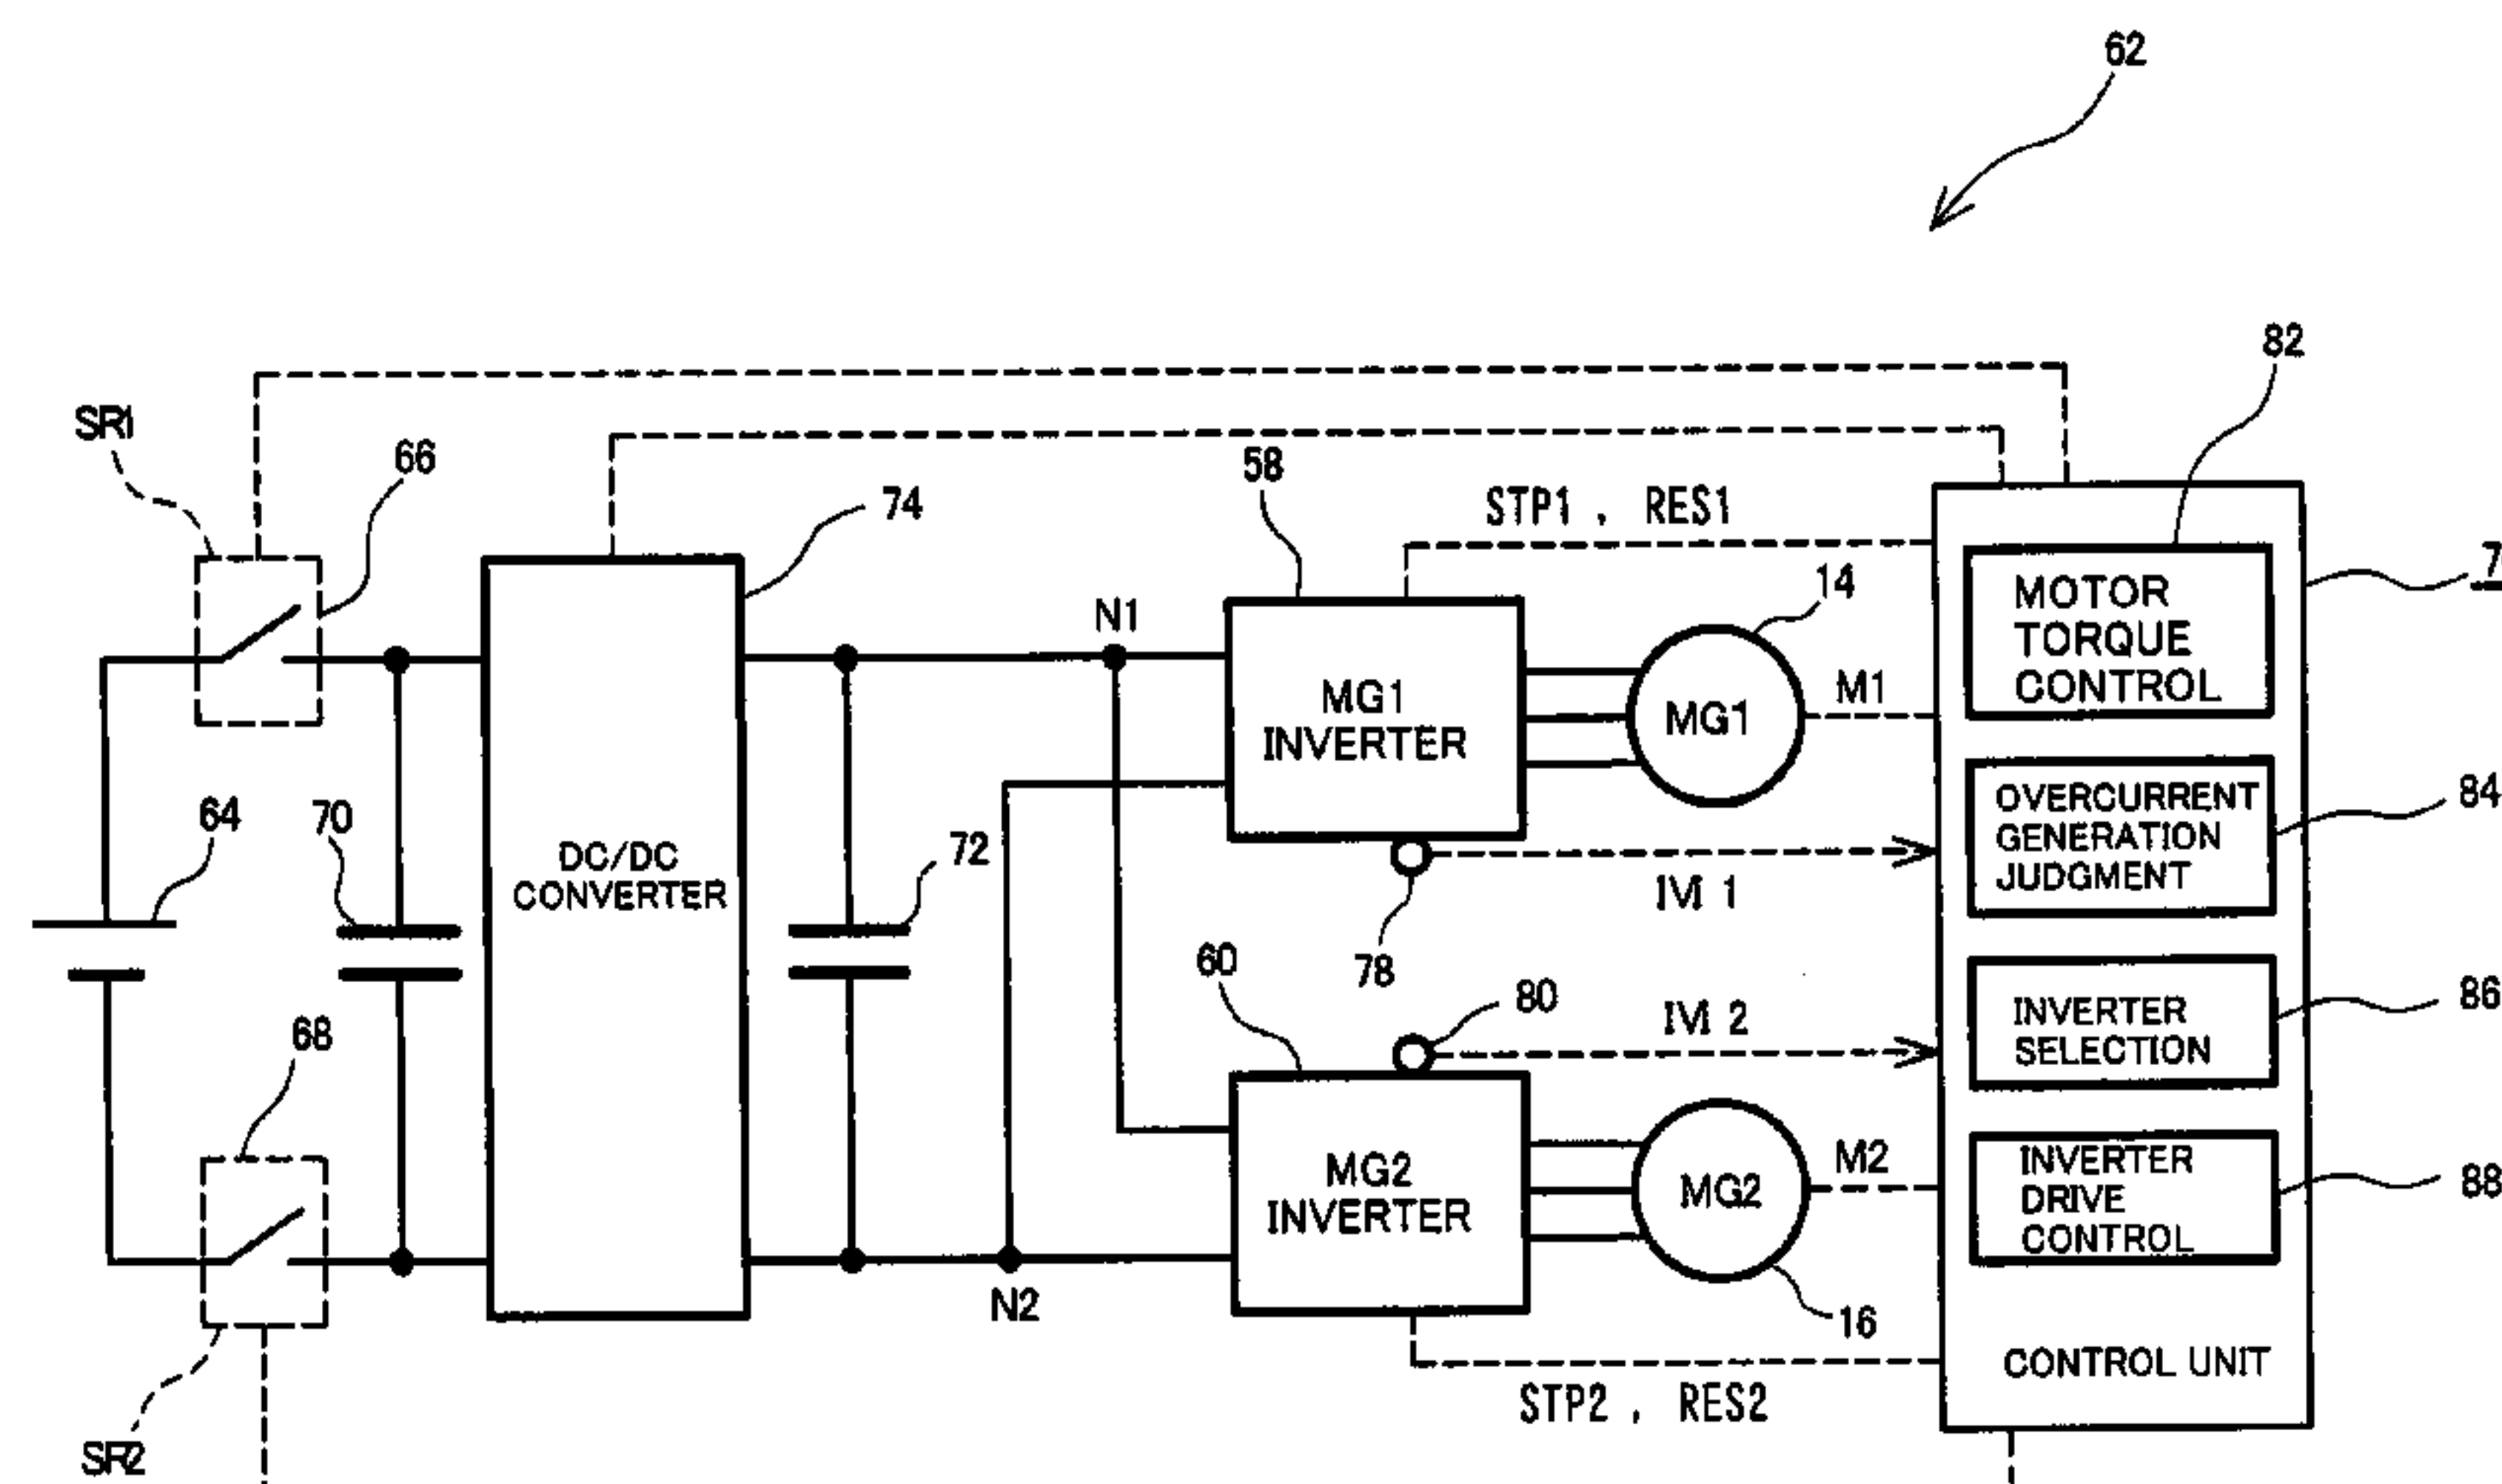 62
82
SR1
66
58
74
STP1 , RES1
14
N1
MOTOR
TORQUE
CONTROL
M1
MG1
INVERTER
MG1
64
70
72
DC/DC
CONVERTER
OVERCURRENT
GENERATION
JUDGMENT
84
IVI 1
78
60
80
IVI 2
INVERTER
SELECTION
86
68
MG2
INVERTER
MG2
M2
INVERTER
DRIVE
CONTROL
88
N2
16
CONTROL UNIT
STP2 , RES2
SR2